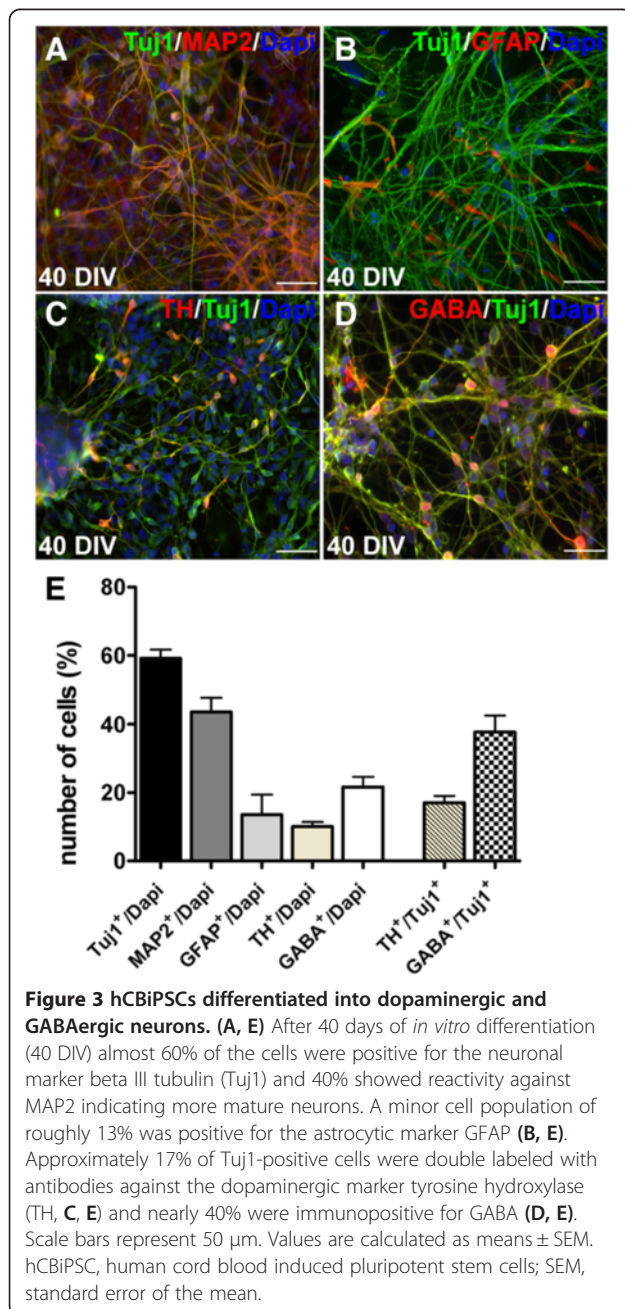 A Tuj1/MAP2/Dapi
40 DIV
B Tuj1/GFAP/Dapi
40 DIV
C TH/Tuj1/Dapi
40 DIV
D GABA/Tuj1/Dapi
40 DIV
E
80
60
40
20
0
number of cells (%)
Tuj1+/Dapi
MAP2+/Dapi
GFAP+/Dapi
TH+/Dapi
GABA+/Dapi
TH+/Tuj1+
GABA+/Tuj1+
Figure 3 hCBiPSCs differentiated into dopaminergic and
GABAergic neurons. (A, E) After 40 days of in vitro differentiation
(40 DIV) almost 60% of the cells were positive for the neuronal
marker beta III tubulin (Tuj1) and 40% showed reactivity against
MAP2 indicating more mature neurons. A minor cell population of
roughly 13% was positive for the astrocytic marker GFAP (B, E).
Approximately 17% of Tuj1-positive cells were double labeled with
antibodies against the dopaminergic marker tyrosine hydroxylase
(TH, C, E) and nearly 40% were immunopositive for GABA (D, E).
Scale bars represent 50 μm. Values are calculated as means ± SEM.
hCBiPSC, human cord blood induced pluripotent stem cells; SEM,
standard error of the mean.